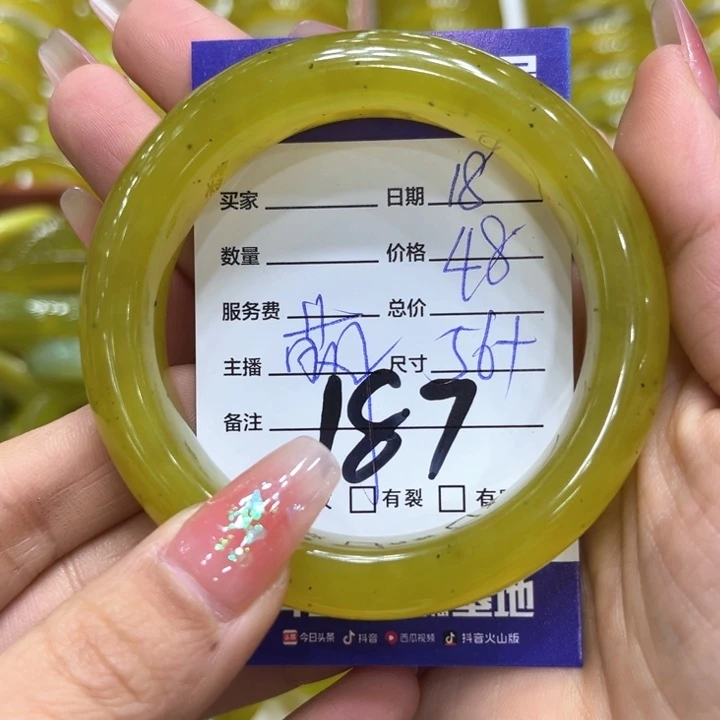 买家 日期 18
数量 价格 48
服务费 总价
主播 萌 尺寸 56+
备注 187
有裂
基地
今日头条 抖音 西瓜视频 抖音火山版